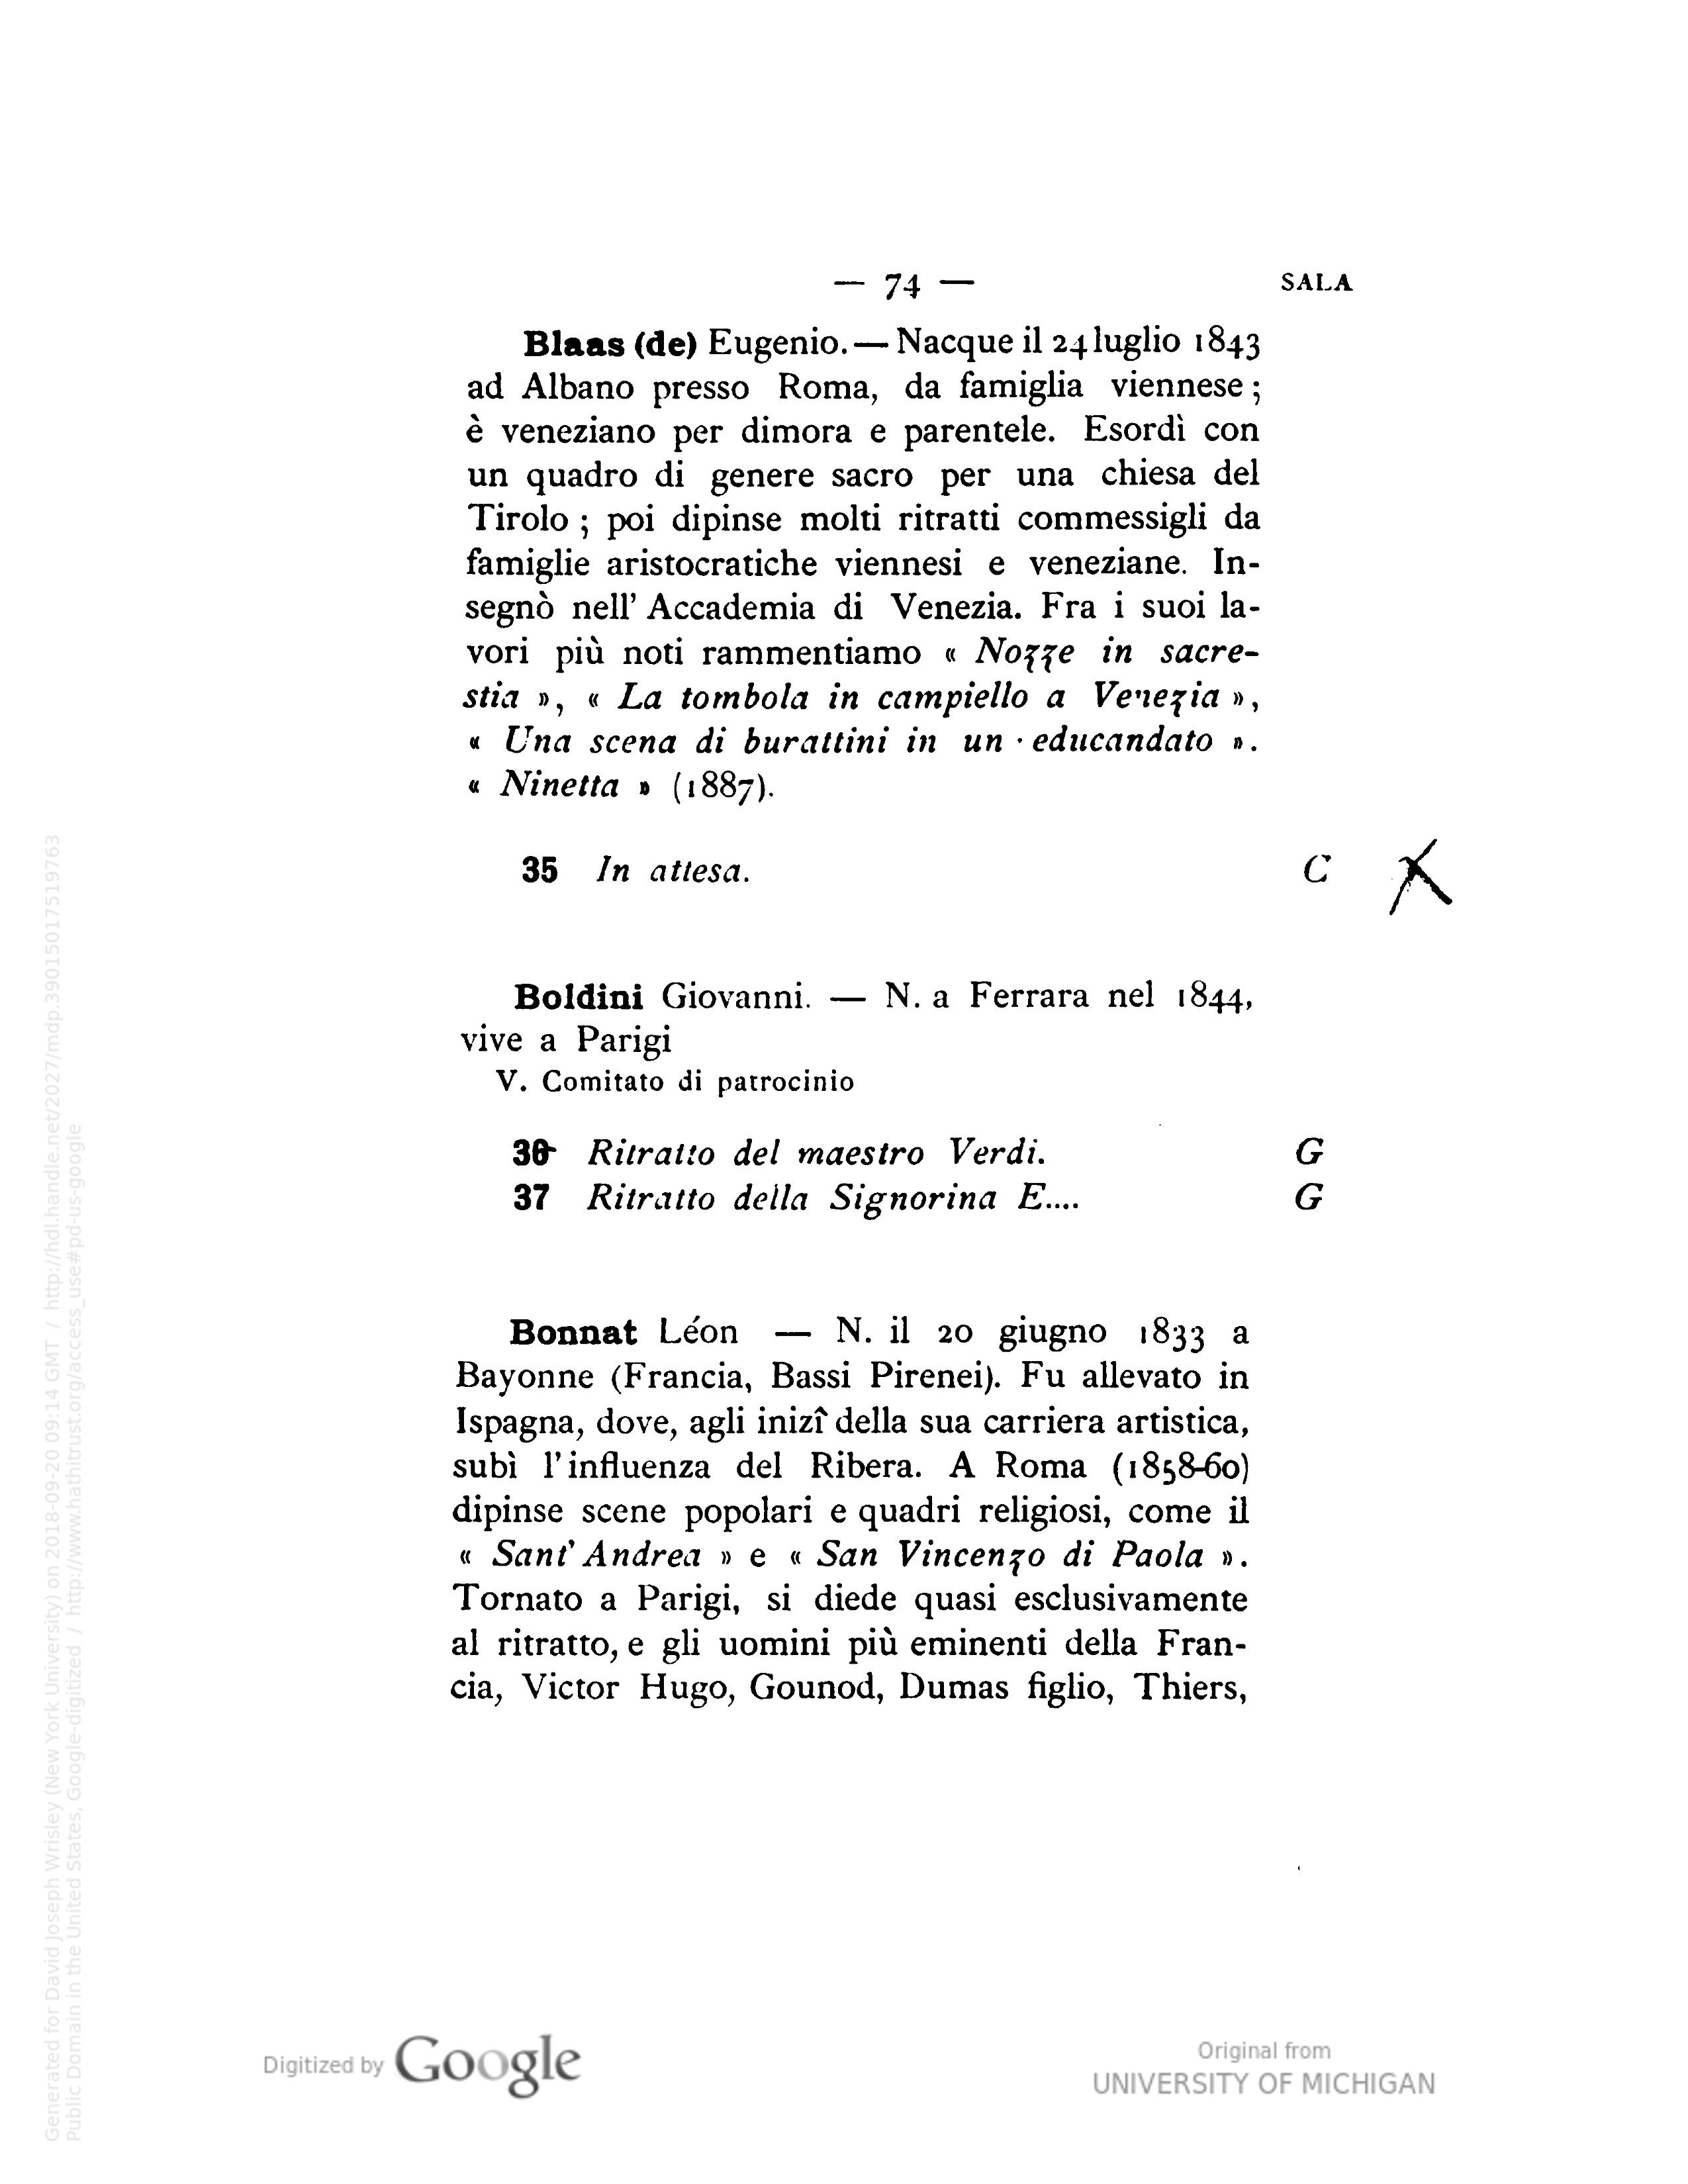 — 74 —
SALA
Blaas (de) Eugenio. — Nacque il 24 luglio 1843
ad Albano presso Roma, da famiglia viennese;
è veneziano per dimora e parentele. Esordì con
un quadro di genere sacro per una chiesa del
Tirolo; poi dipinse molti ritratti commessigli da
famiglie aristocratiche viennesi e veneziane. In-
segnò nell' Accademia di Venezia. Fra i suoi la-
vori più noti rammentiamo « Nozze in sacre-
stia », « La tombola in campiello a Venezia »,
« Una scena di burattini in un educandato ».
« Ninetta » (1887).
35 In attesa. C
Boldini Giovanni. — N. a Ferrara nel 1844,
vive a Parigi
V. Comitato di patrocinio
36 Ritratto del maestro Verdi. G
37 Ritratto della Signorina E.... G
Bonnat Léon — N. il 20 giugno 1833 a
Bayonne (Francia, Bassi Pirenei). Fu allevato in
Ispagna, dove, agli inizî della sua carriera artistica,
subì l'influenza del Ribera. A Roma (1858-60)
dipinse scene popolari e quadri religiosi, come il
« Sant' Andrea » e « San Vincenzo di Paola ».
Tornato a Parigi, si diede quasi esclusivamente
al ritratto, e gli uomini più eminenti della Fran-
cia, Victor Hugo, Gounod, Dumas figlio, Thiers,
Generated for David Joseph Wrisley (New York University) on 2018-09-20 09:14 GMT / http://hdl.handle.net/2027/mdp.39015017519763
Public Domain in the United States, Google-digitized / http://www.hathitrust.org/access_use#pd-us-google
Digitized by Google
Original from
UNIVERSITY OF MICHIGAN